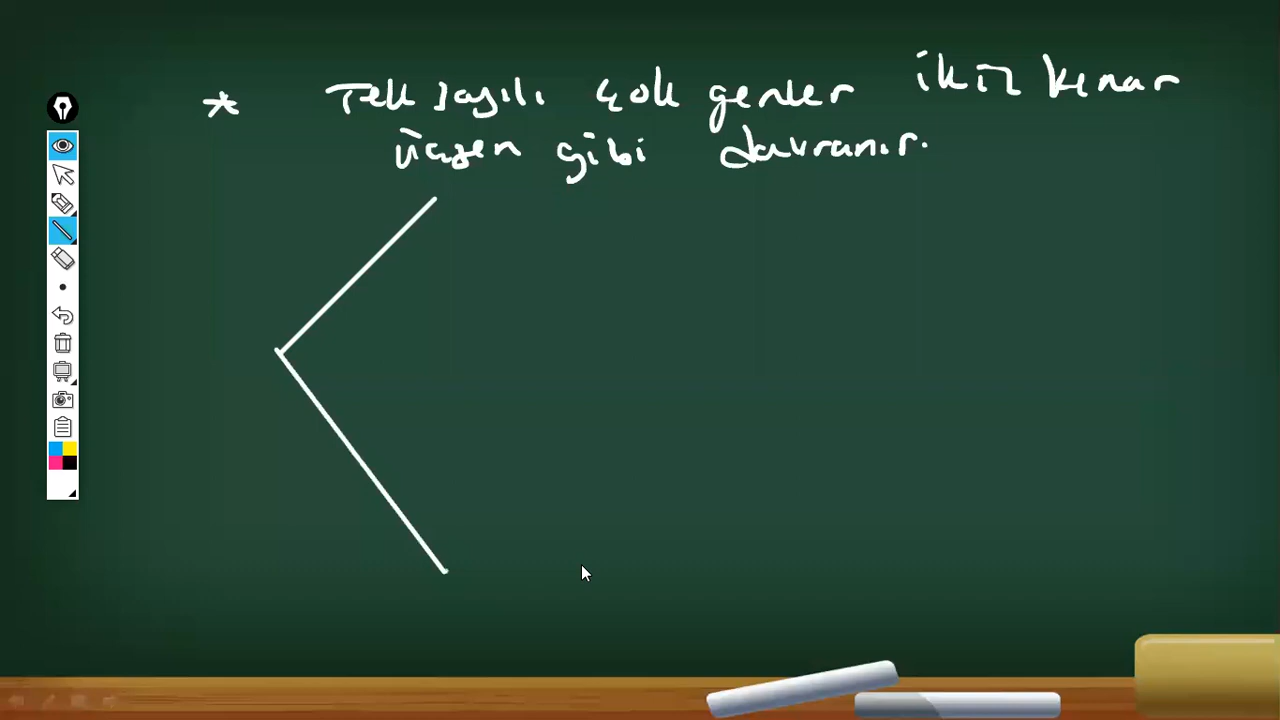 * Tek sayılı çok genler ikiz kenar
üçgen gibi davranır.